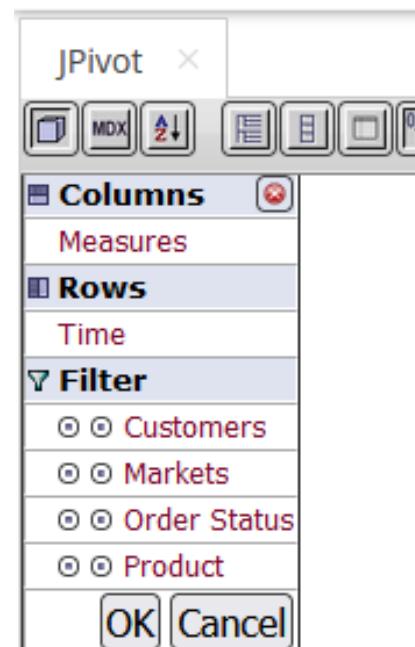 JPivot
MDX A Z
Columns
Measures
Rows
Time
Filter
Customers
Markets
Order Status
Product
OK Cancel